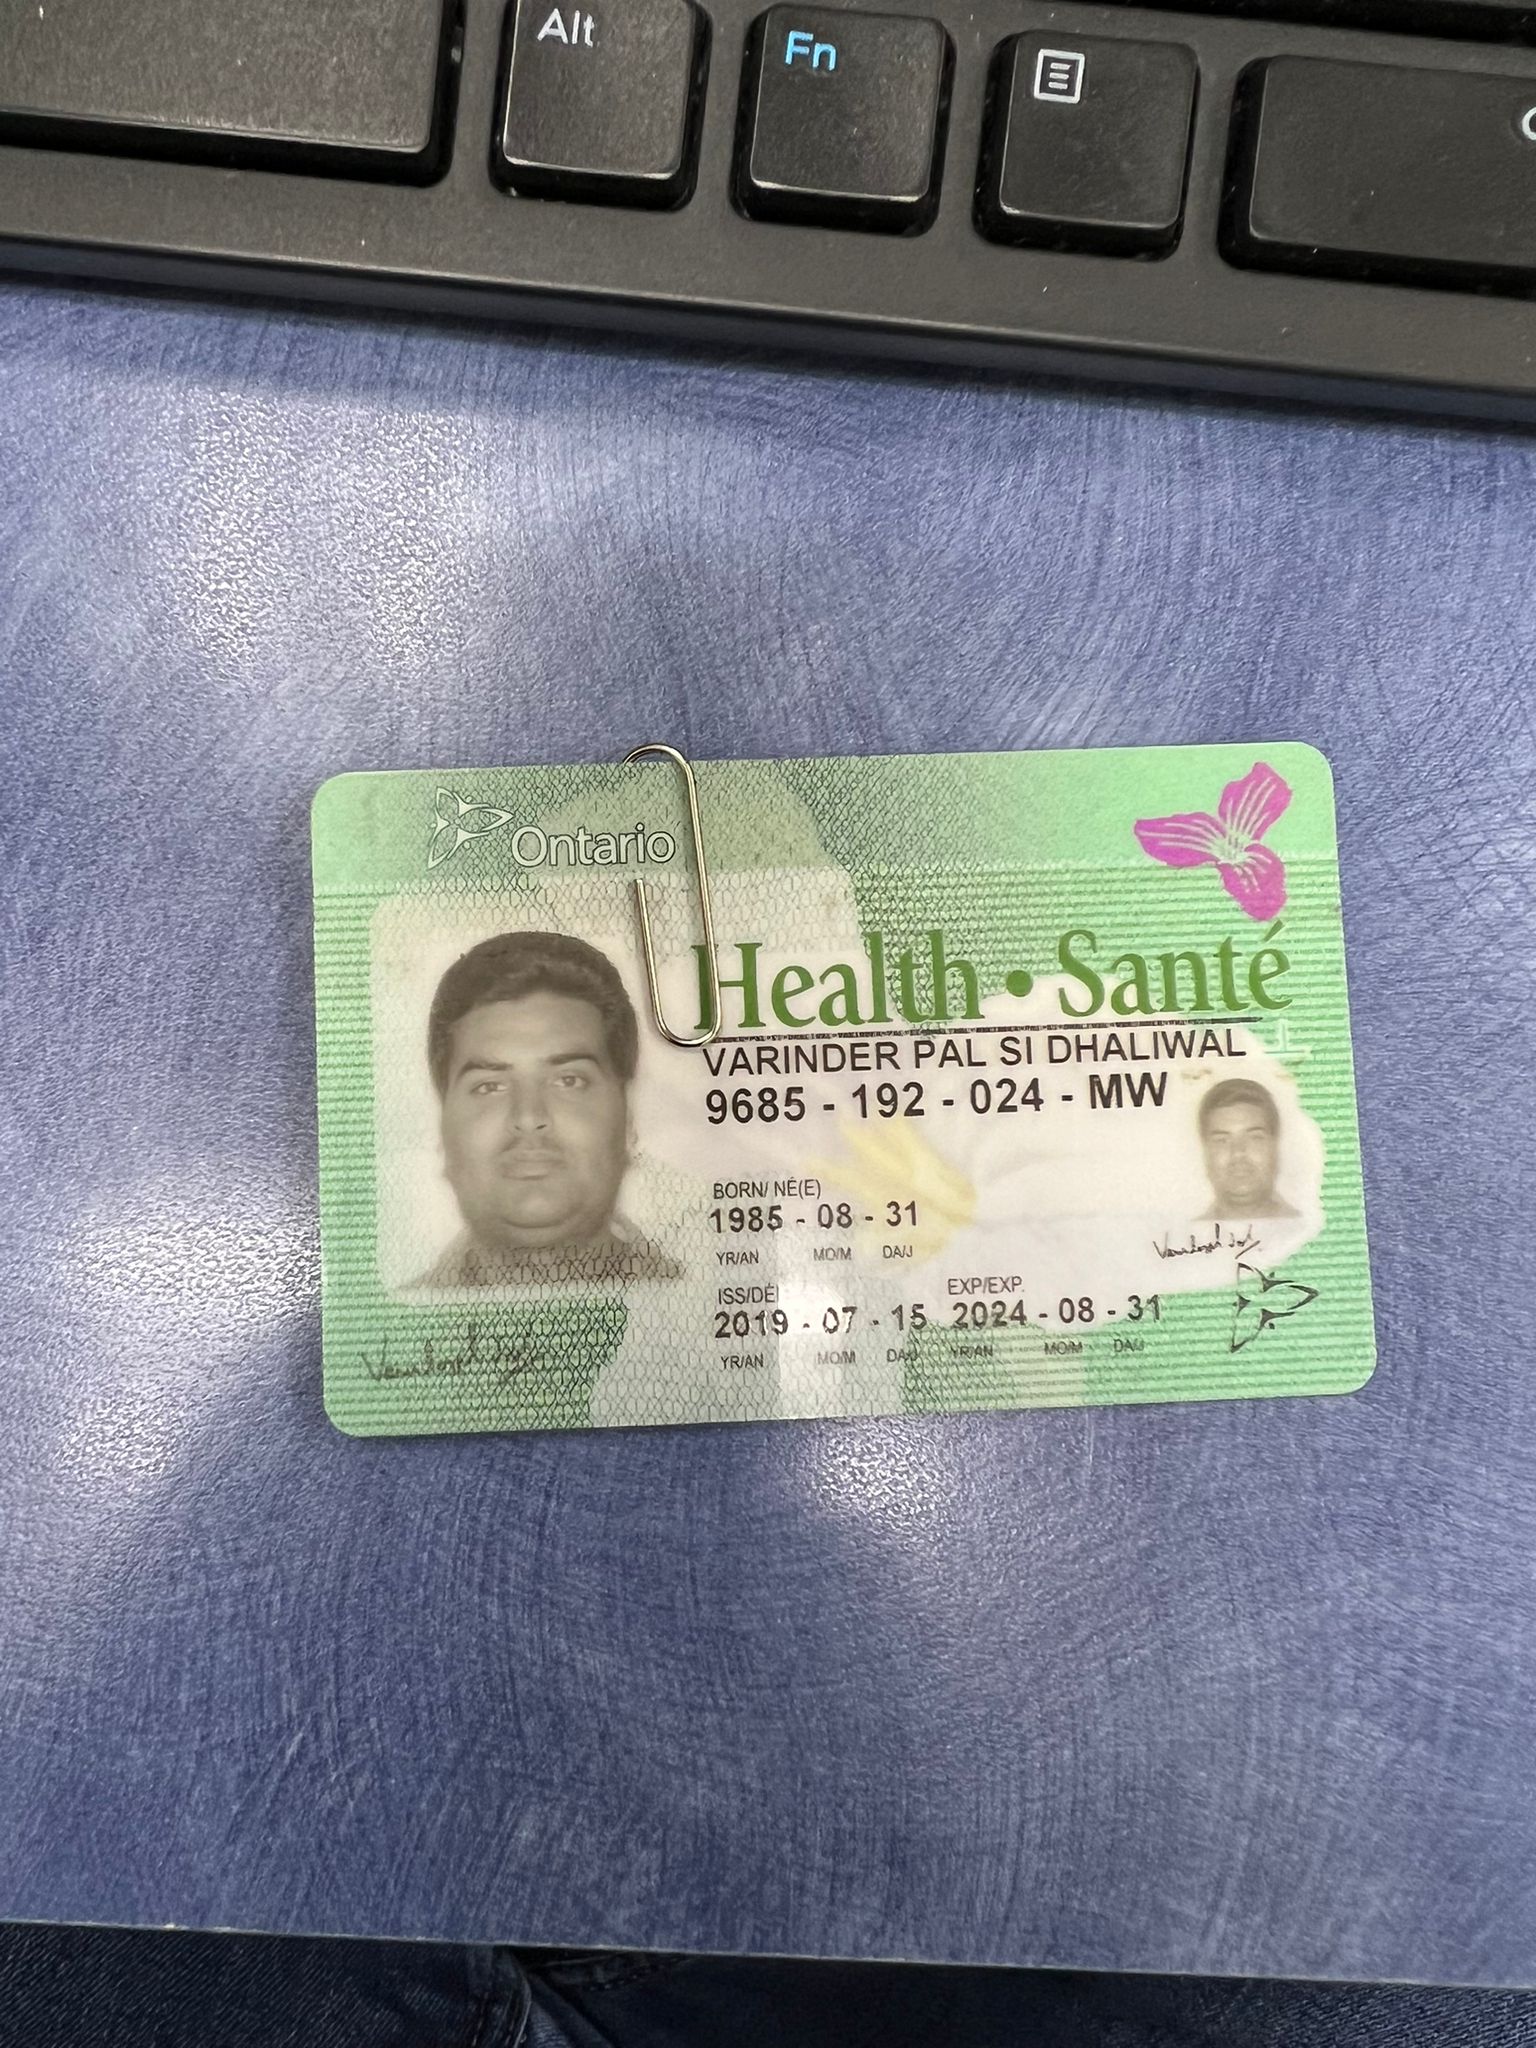 Alt
Fn
Ontario
Health • Santé
VARINDER PAL SI DHALIWAL
9685 - 192 - 024 - MW
BORN/ NÉ(E)
1985 - 08 - 31
YR/AN MO/M DA/J
ISS/DÉL EXP/EXP.
2019 - 07 - 15 2024 - 08 - 31
YR/AN MO/M DA/J YR/AN MO/M DA/J